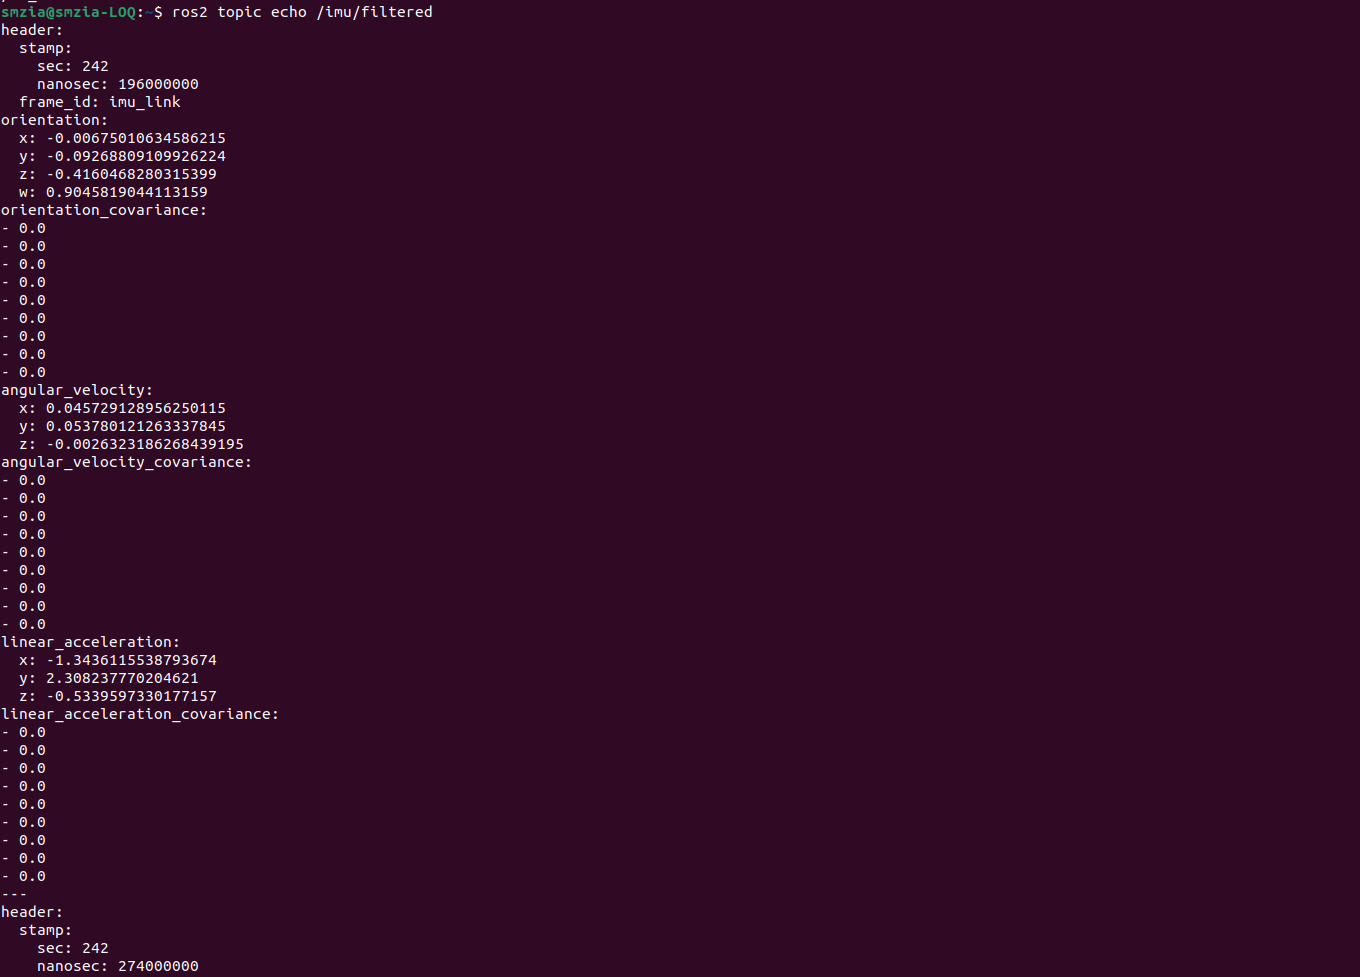 smzia@smzia-LOQ:~$ ros2 topic echo /imu/filtered
header:
  stamp:
    sec: 242
    nanosec: 196000000
  frame_id: imu_link
orientation:
  x: -0.00675010634586215
  y: -0.09268809109926224
  z: -0.4160468280315399
  w: 0.9045819044113159
orientation_covariance:
- 0.0
- 0.0
- 0.0
- 0.0
- 0.0
- 0.0
- 0.0
- 0.0
- 0.0
angular_velocity:
  x: 0.045729128956250115
  y: 0.053780121263337845
  z: -0.0026323186268439195
angular_velocity_covariance:
- 0.0
- 0.0
- 0.0
- 0.0
- 0.0
- 0.0
- 0.0
- 0.0
- 0.0
linear_acceleration:
  x: -1.3436115538793674
  y: 2.308237770204621
  z: -0.5339597330177157
linear_acceleration_covariance:
- 0.0
- 0.0
- 0.0
- 0.0
- 0.0
- 0.0
- 0.0
- 0.0
- 0.0
---
header:
  stamp:
    sec: 242
    nanosec: 274000000